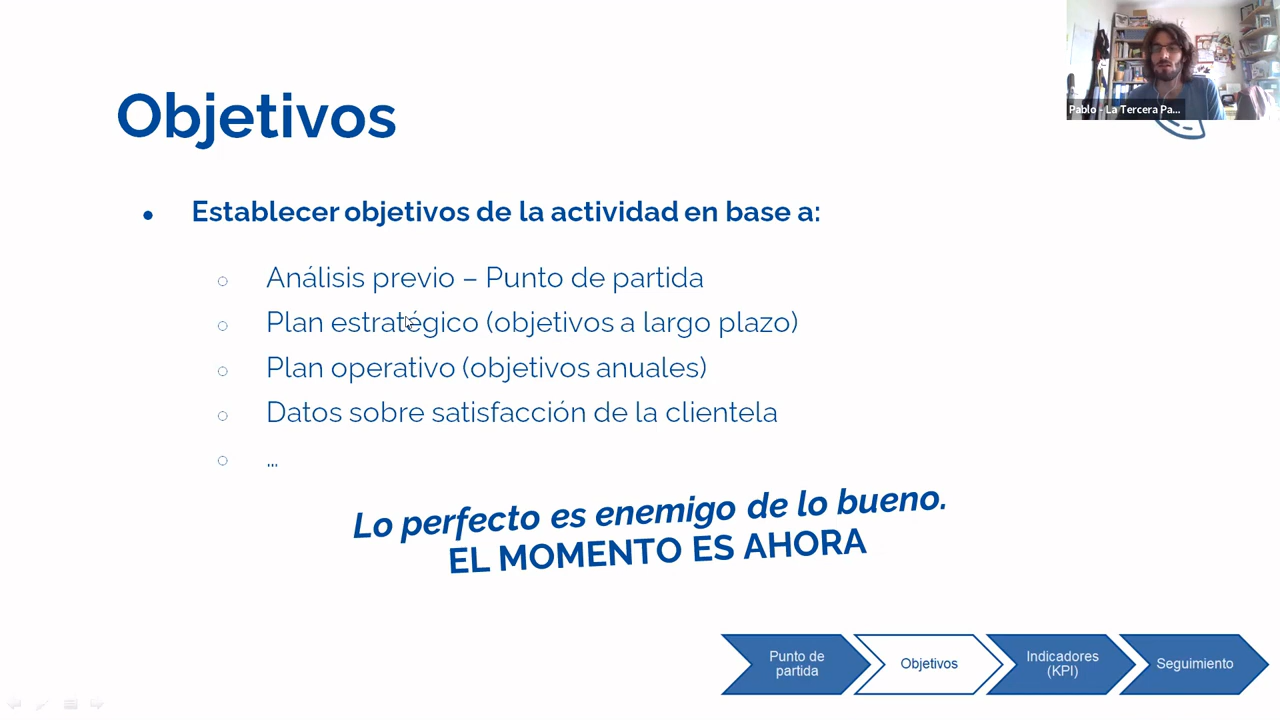 Pablo - La Tercera Pa...
Objetivos
Establecer objetivos de la actividad en base a:
Análisis previo – Punto de partida
Plan estratégico (objetivos a largo plazo)
Plan operativo (objetivos anuales)
Datos sobre satisfacción de la clientela
...
Lo perfecto es enemigo de lo bueno.
EL MOMENTO ES AHORA
Punto de
partida
Objetivos
Indicadores
(KPI)
Seguimiento